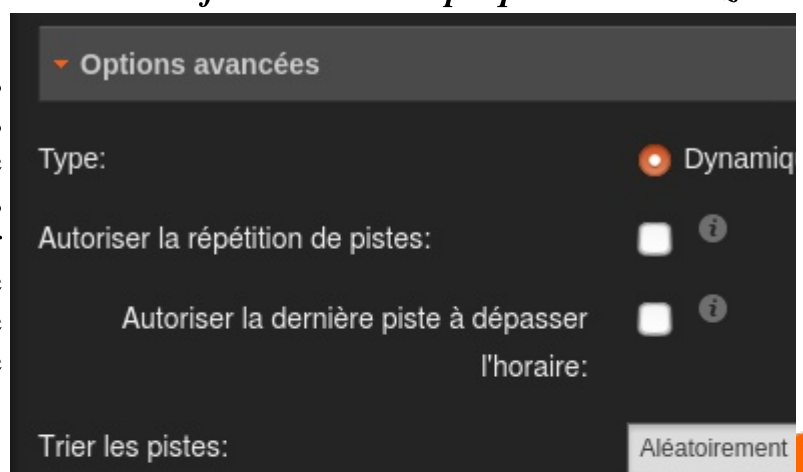 Options avancées
Type: Dynamiq
Autoriser la répétition de pistes:
Autoriser la dernière piste à dépasser
l'horaire:
Trier les pistes: Aléatoirement